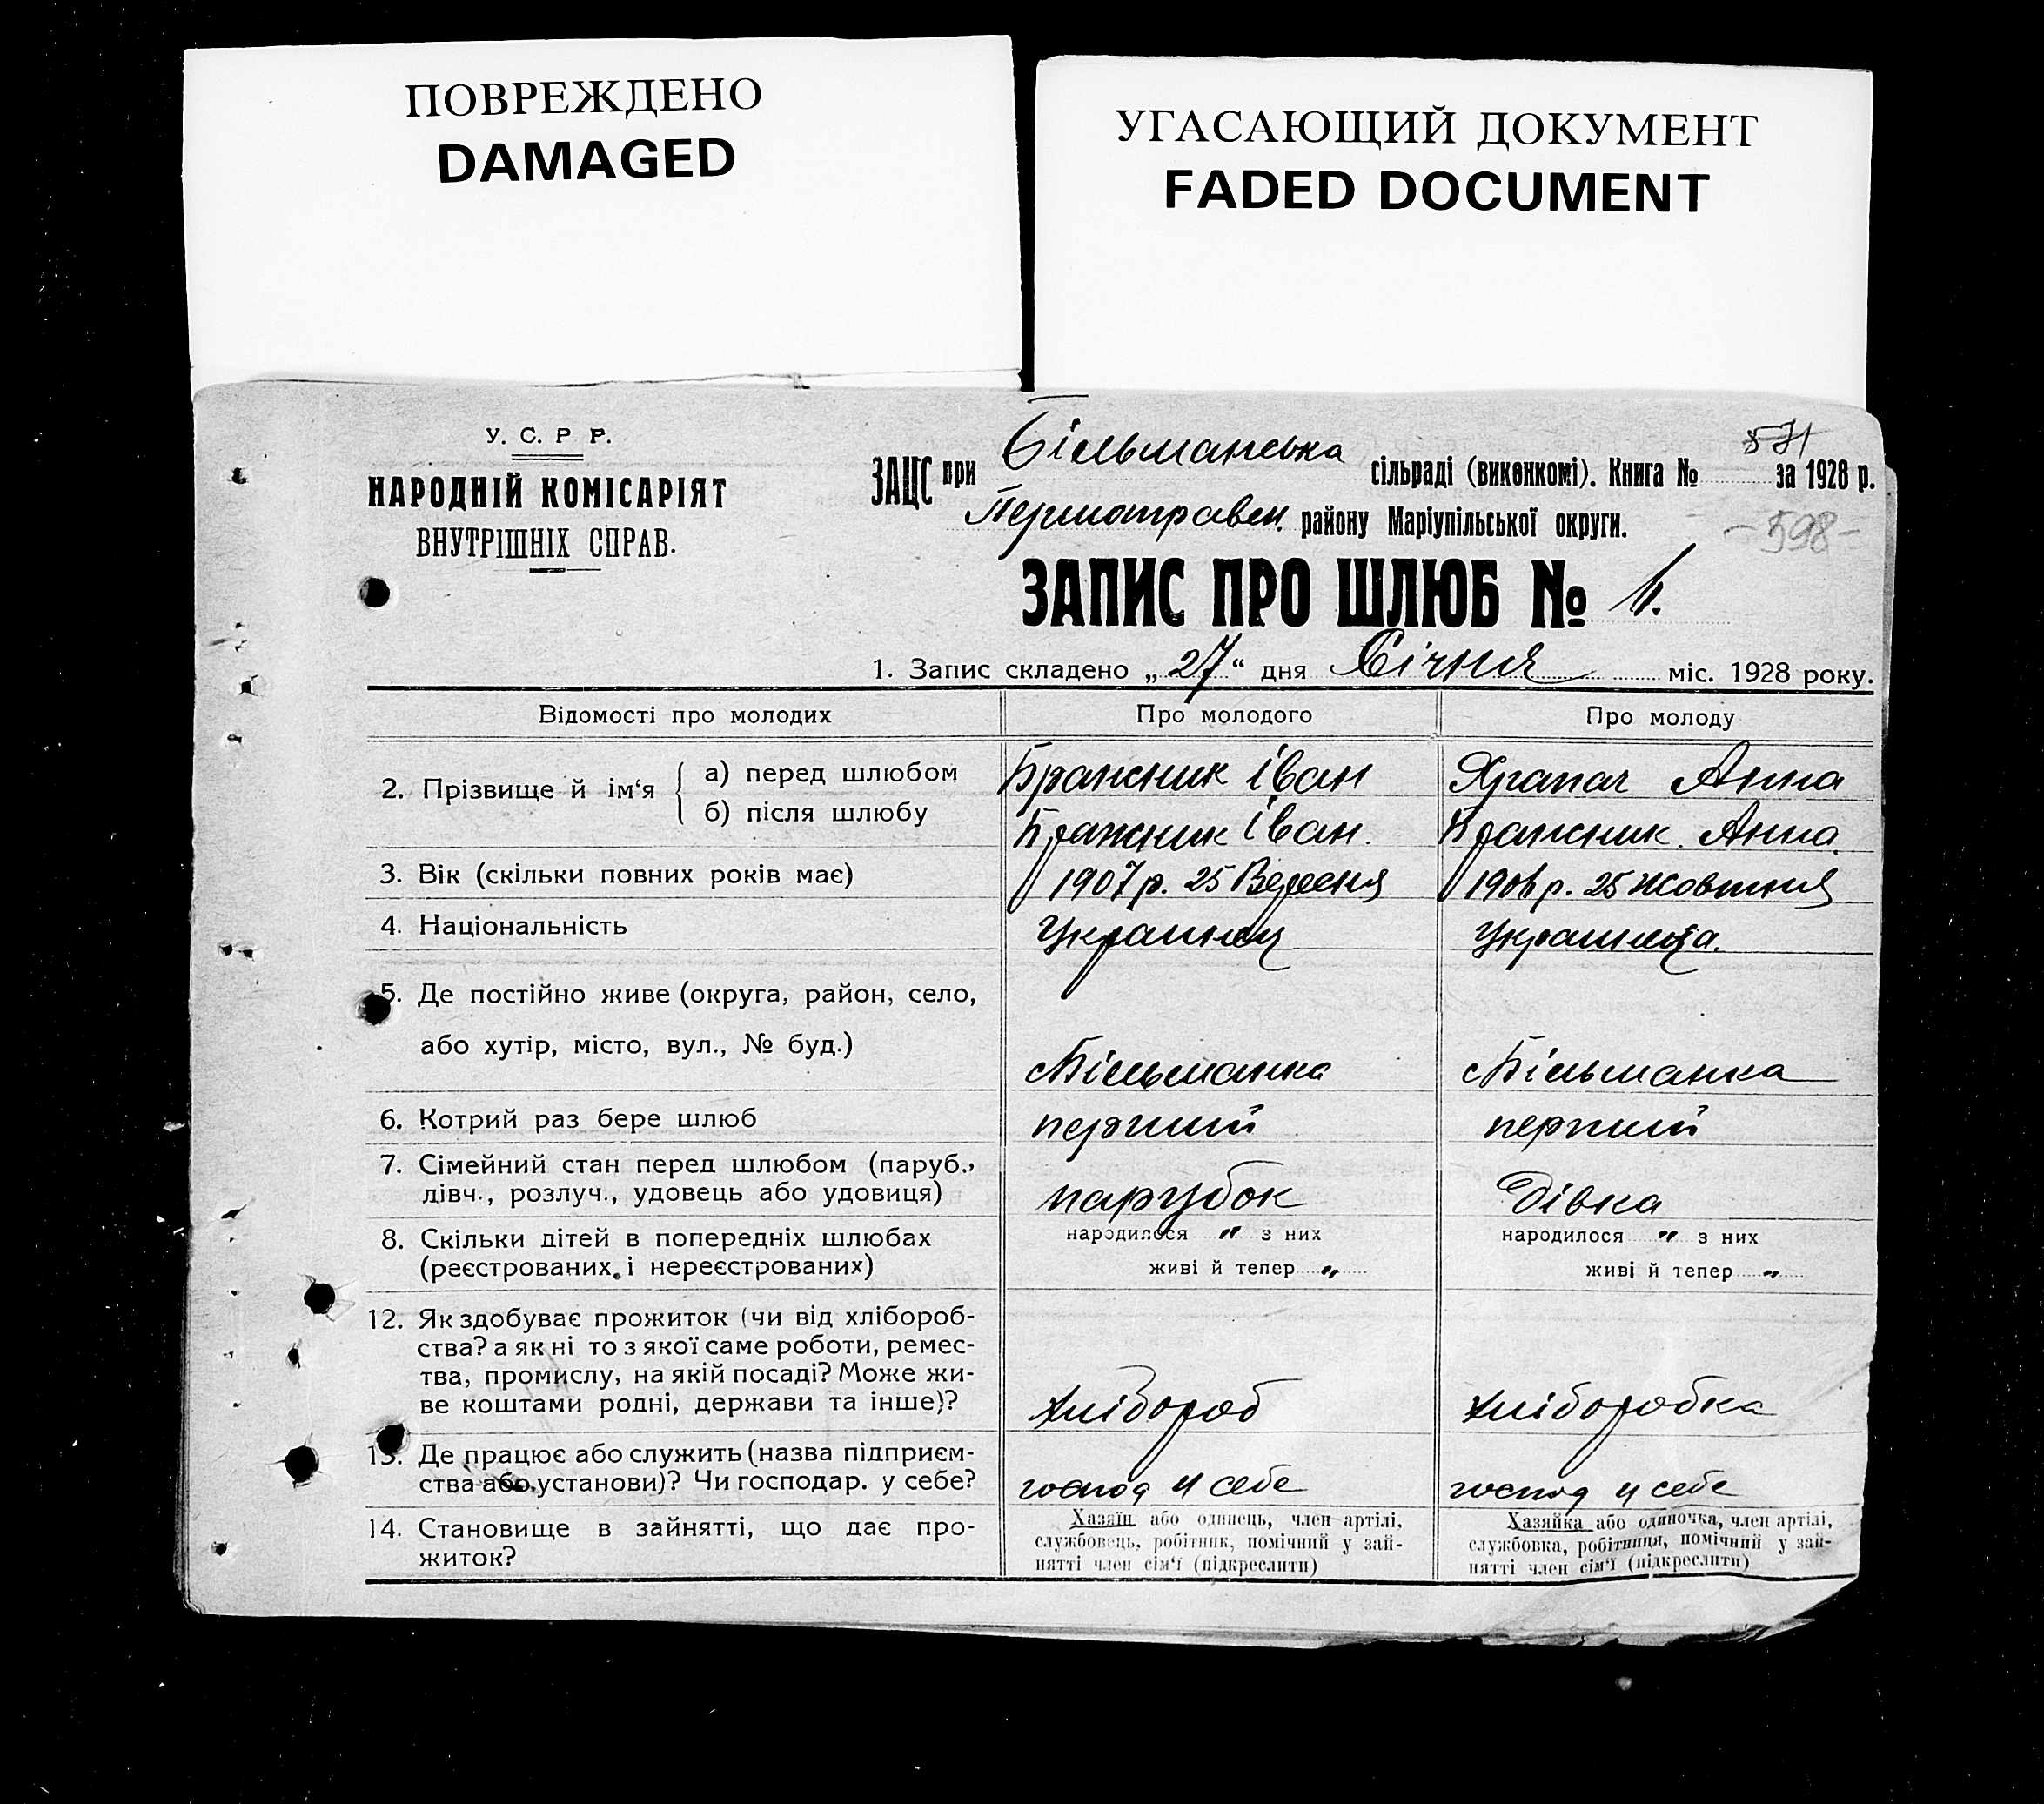 ПОВРЕЖДЕНО
DAMAGED
УГАСАЮЩИЙ ДОКУМЕНТ
FADED DOCUMENT
У. С. Р Р.
НАРОДНІЙ КОМІСАРІЯТ
ВНУТРІШНІХ СПРАВ.
571
ЗАЦС при Більманська сільраді (виконкомі). Книга № за 1928 р.
Першотравен. району Маріупільської округи.
-598-
ЗАПИС ПРО ШЛЮБ №
1. Запис складено „27“ дня Січня міс. 1928 року.
Відомості про молодих Про молодого Про молоду
2. Прізвище й ім‘я а) перед шлюбом Бражник Іван Храпач Анна
б) після шлюбу Бражник Іван. Бражник. Анна.
3. Вік (скільки повних років має) 1907 р. 25 Вересня р. 25 Жовтня
4. Національність Українец Українеца.
5. Де постійно живе (округа, район, село,
або хутір, місто, вул., № буд.) Більманка Більманка
6. Котрий раз бере шлюб перший перший
7. Сімейний стан перед шлюбом (паруб.,
дівч., розлуч., удовець або удовиця) парубок Дівка
8. Скільки дітей в попередніх шлюбах народилося „ з них народилося „ з них
(реєстрованих і нереєстрованих) живі й тепер „ живі й тепер „
12. Як здобуває прожиток (чи від хлібороб-
ства? а як ні то з якої саме роботи, ремес-
тва, промислу, на якій посаді? Може жи-
ве коштами родні, держави та інше)? хлібороб хліборобка
13. Де працює або служить (назва підприєм-
ства або установи)? Чи господар. у себе? господ у себе господ у себе
14. Становище в зайнятті, що дає про-
житок?
Хазяїн або одинець, член артілі,
службовець, робітник, помічний у зай-
нятті член сім‘ї (підкреслити)
Хазяйка або одиночка, член артілі,
службовка, робітниця, помічний у зай-
нятті член сім‘ї (підкреслити)